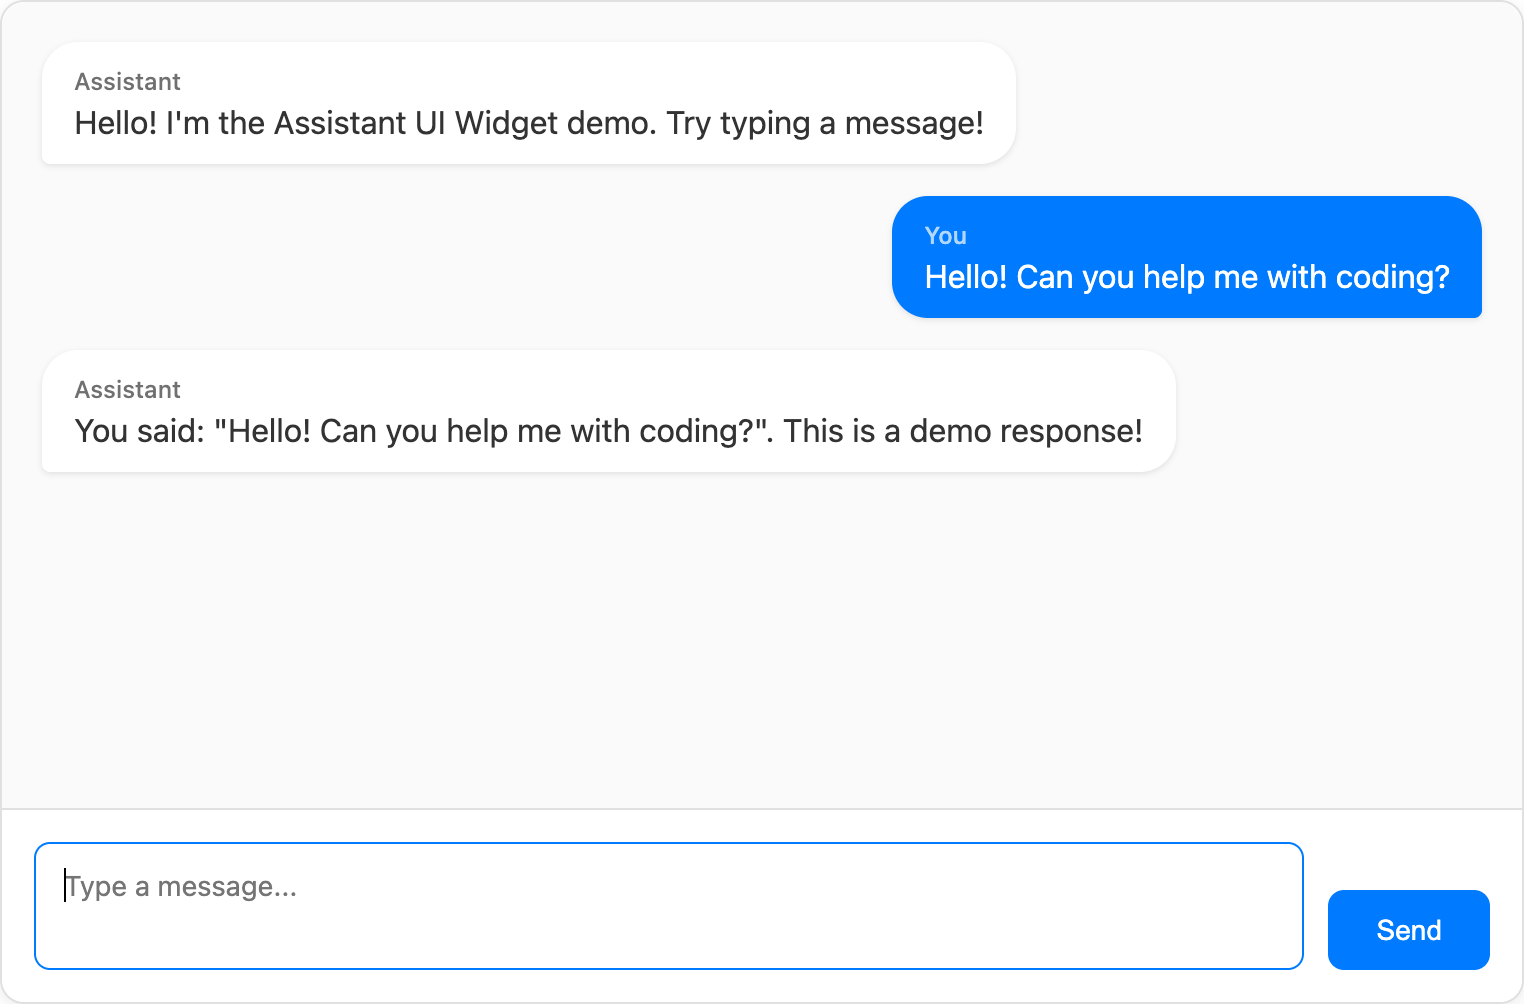 Assistant
Hello! I'm the Assistant UI Widget demo. Try typing a message!
You
Hello! Can you help me with coding?
Assistant
You said: "Hello! Can you help me with coding?". This is a demo response!
Type a message...
Send